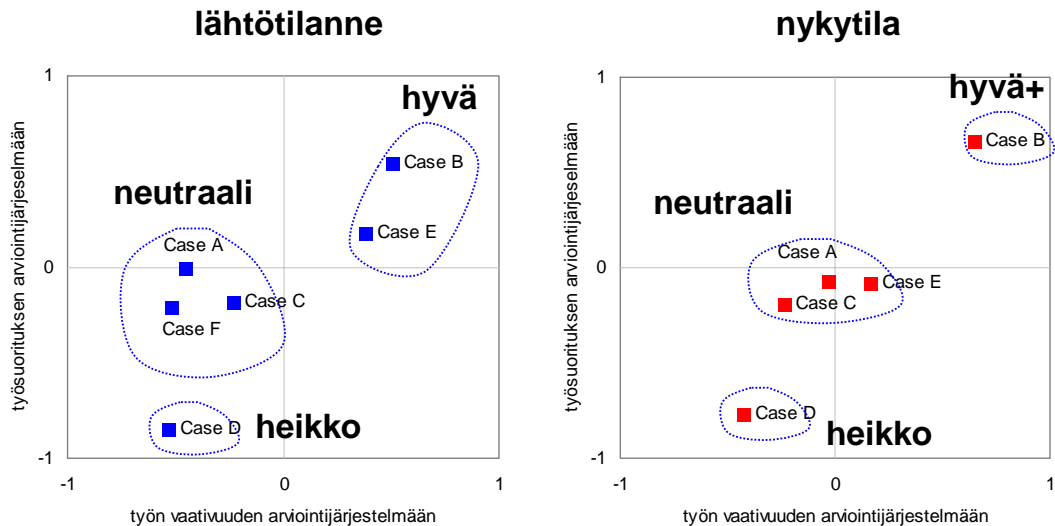 lähtötilanne
1
hyvä
Case B
neutraali
Case E
Case A
0
Case C
Case F
Case D
heikko
-1
-1
0
1
työsuorituksen arviointijärjeselmään
työn vaativuuden arviointijärjestelmään
nykytila
1
hyvä+
Case B
neutraali
Case A
0
Case E
Case C
Case D
heikko
-1
-1
0
1
työsuorituksen arviointijärjeselmään
työn vaativuuden arviointijärjestelmään